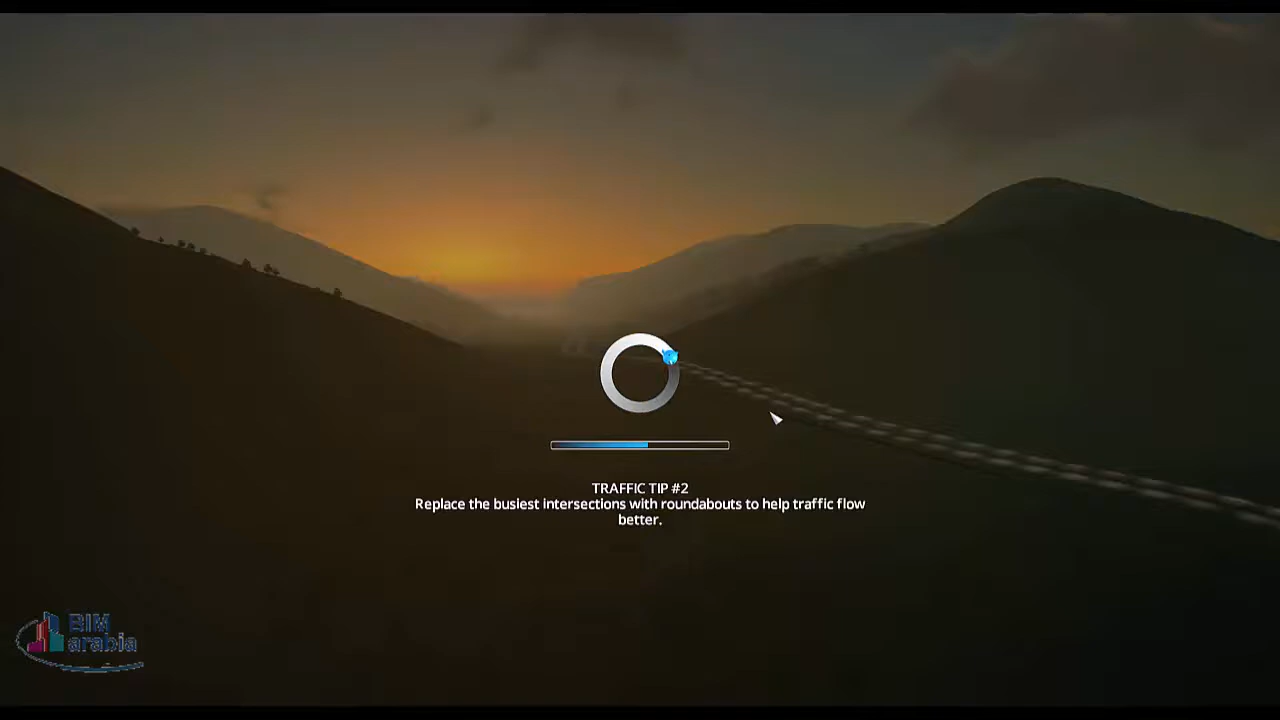 TRAFFIC TIP #2
Replace the busiest intersections with roundabouts to help traffic flow
better.
BIM
arabia